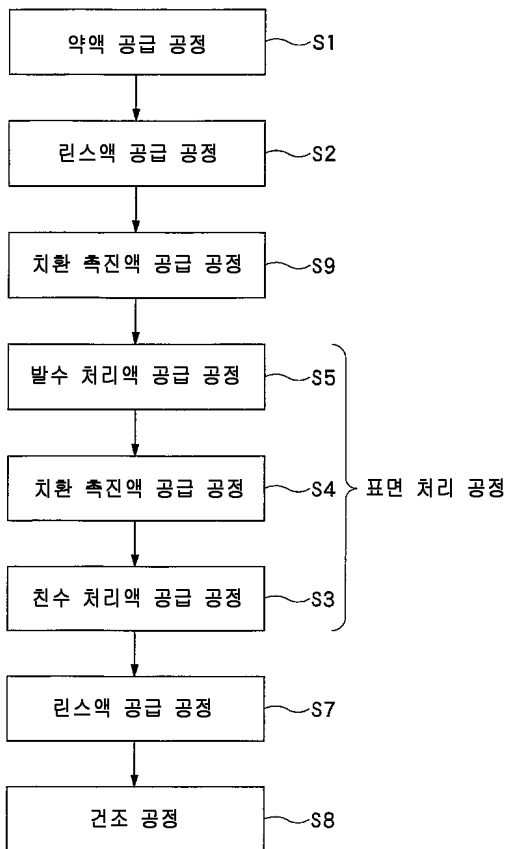 약액 공급 공정 S1
린스액 공급 공정 S2
치환 촉진액 공급 공정 S9
발수 처리액 공급 공정 S5
치환 촉진액 공급 공정 S4
표면 처리 공정
친수 처리액 공급 공정 S3
린스액 공급 공정 S7
건조 공정 S8